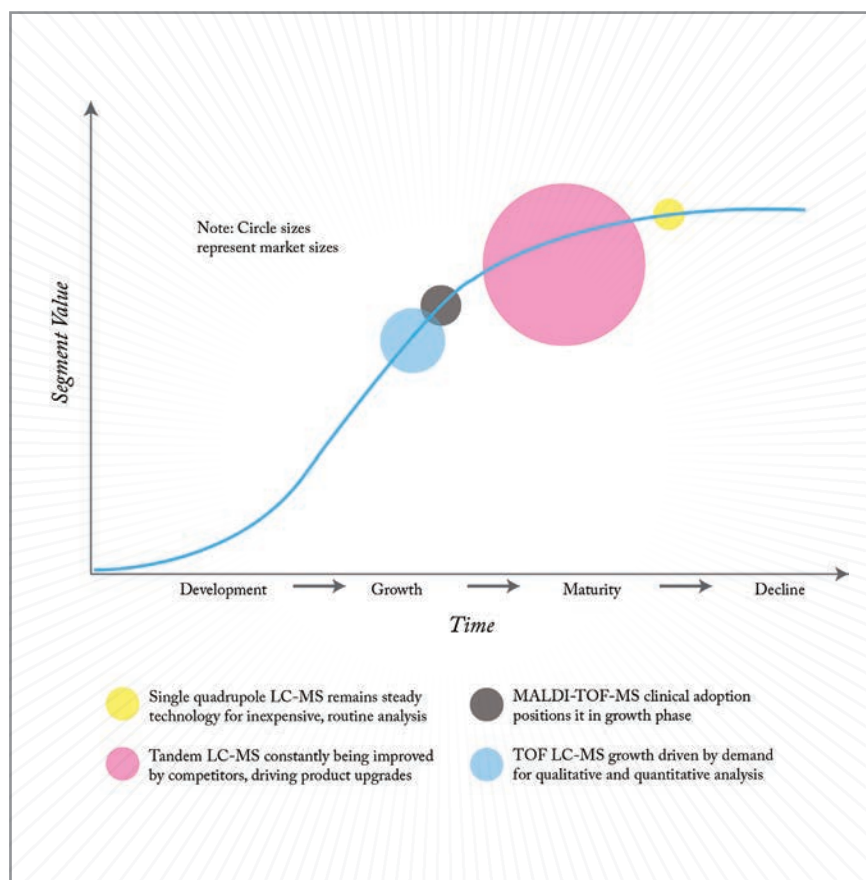 Note: Circle sizes
represent market sizes
Segment Value
Development
Growth
Maturity
Decline
Time
Single quadrupole LC-MS remains steady
technology for inexpensive, routine analysis
Tandem LC-MS constantly being improved
by competitors, driving product upgrades
MALDI-TOF-MS clinical adoption
positions it in growth phase
TOF LC-MS growth driven by demand
for qualitative and quantitative analysis